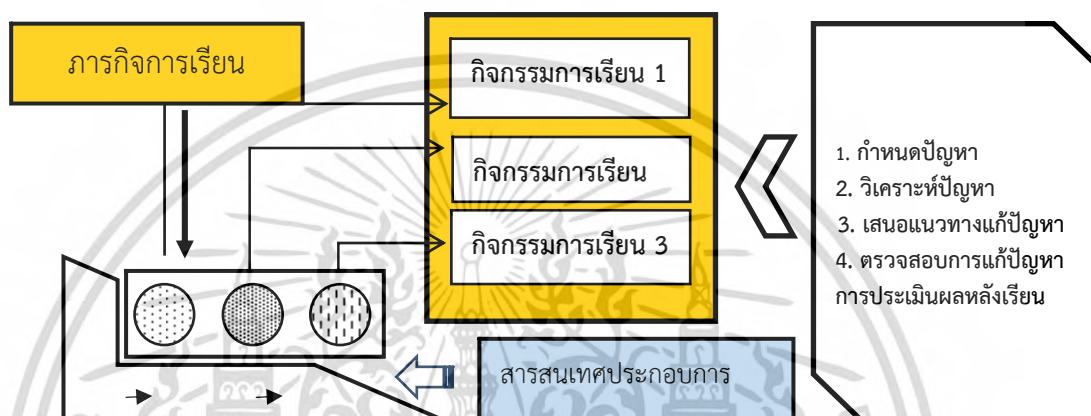 ภารกิจการเรียน
กิจกรรมการเรียน 1
กิจกรรมการเรียน
กิจกรรมการเรียน 3
1. กำหนดปัญหา
2. วิเคราะห์ปัญหา
3. เสนอแนวทางแก้ปัญหา
4. ตรวจสอบการแก้ปัญหา
การประเมินผลหลังเรียน
สารสนเทศประกอบการ